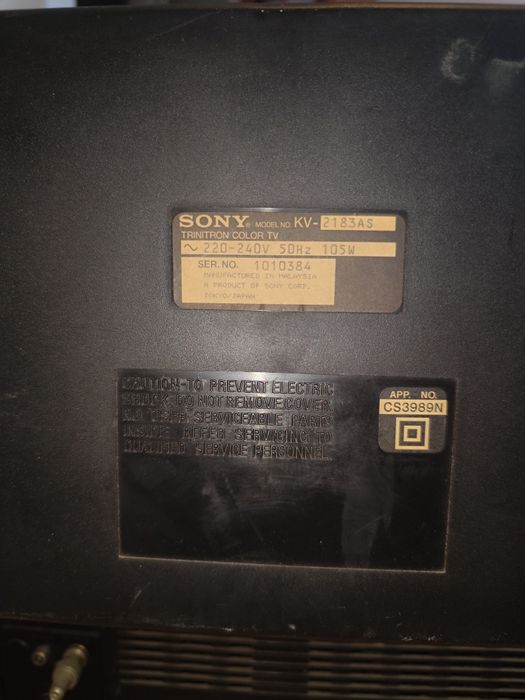 SONY® MODEL NO. KV-2183AS
TRINITRON COLOR TV
~ 220-240V 50Hz 105W
SER. NO. 1010384
MANUFACTURED IN MALAYSIA
A PRODUCT OF SONY CORP.
TOKYO/JAPAN
CAUTION-TO PREVENT ELECTRIC
SHOCK, DO NOT REMOVE COVER.
NO USER SERVICEABLE PARTS
INSIDE. REFER SERVICING TO
QUALIFIED SERVICE PERSONNEL.
APP. NO.
CS3989N